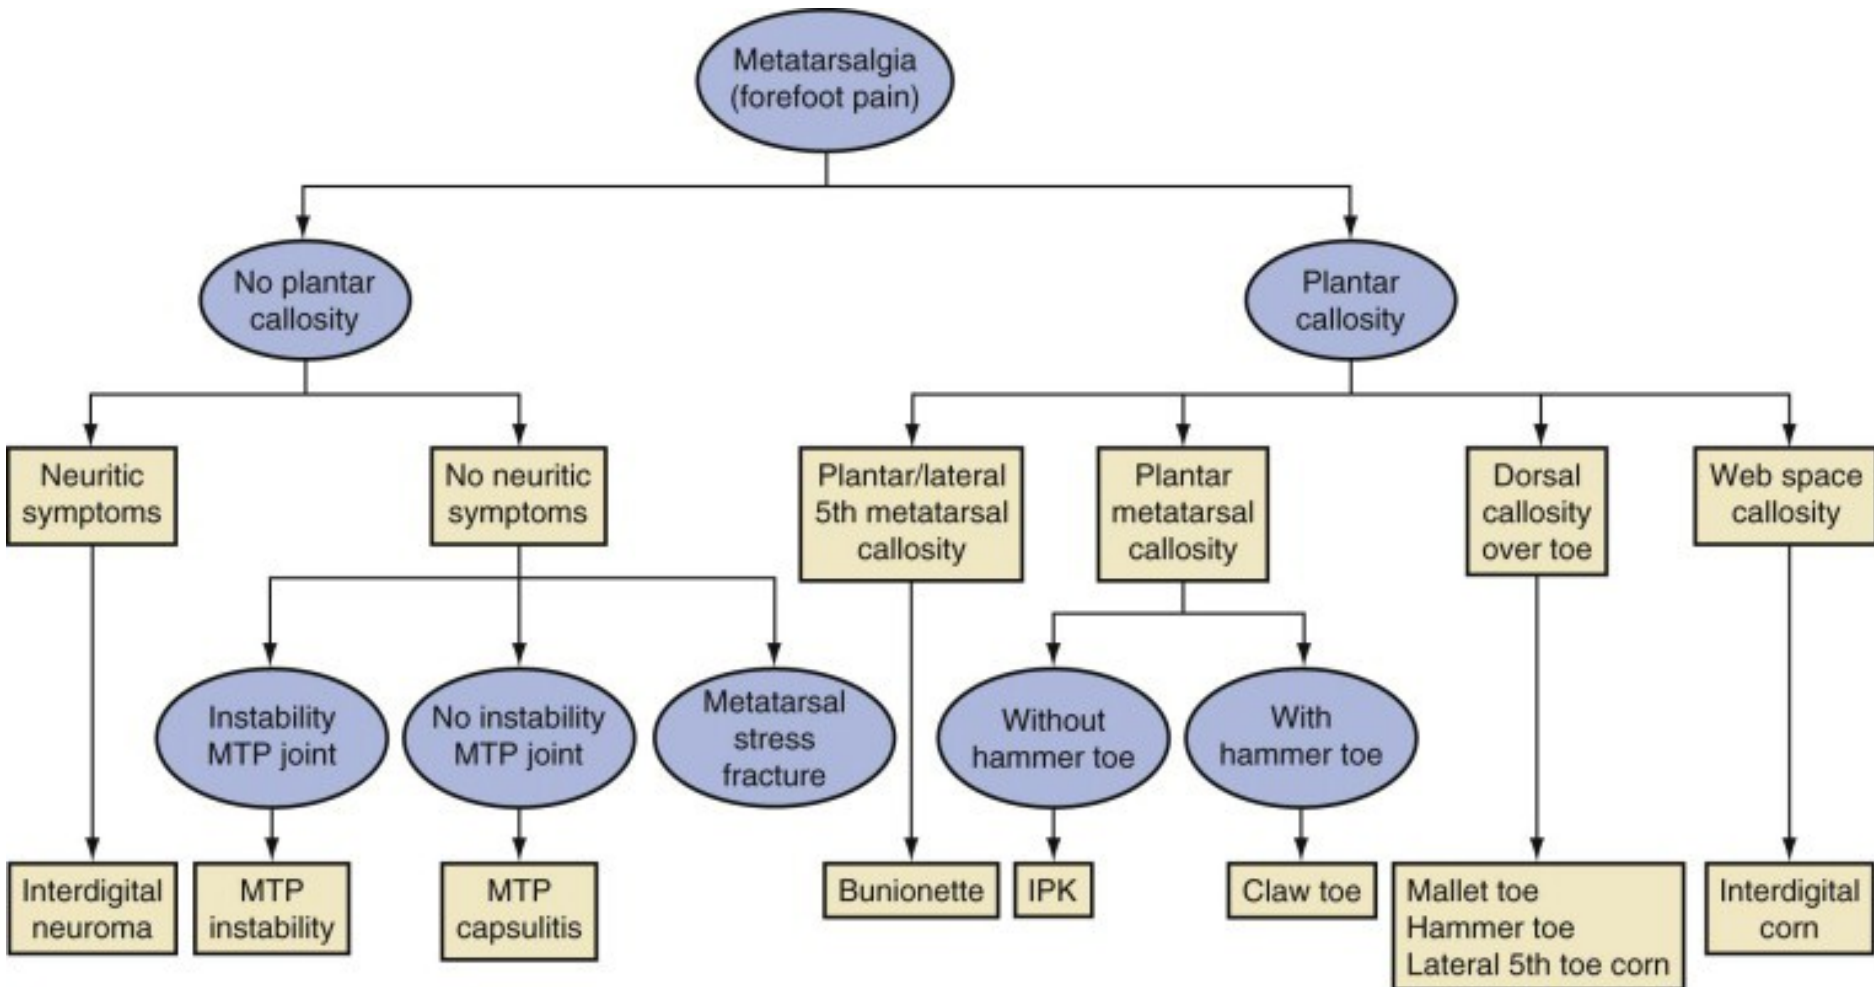 Metatarsalgia
(forefoot pain)
No plantar
callosity
Plantar
callosity
Neuritic
symptoms
No neuritic
symptoms
Plantar/lateral
5th metatarsal
callosity
Plantar
metatarsal
callosity
Dorsal
callosity
over toe
Web space
callosity
Instability
MTP joint
No instability
MTP joint
Metatarsal
stress
fracture
Without
hammer toe
With
hammer toe
Interdigital
neuroma
MTP
instability
MTP
capsulitis
Bunionette
IPK
Claw toe
Mallet toe
Hammer toe
Lateral 5th toe corn
Interdigital
corn